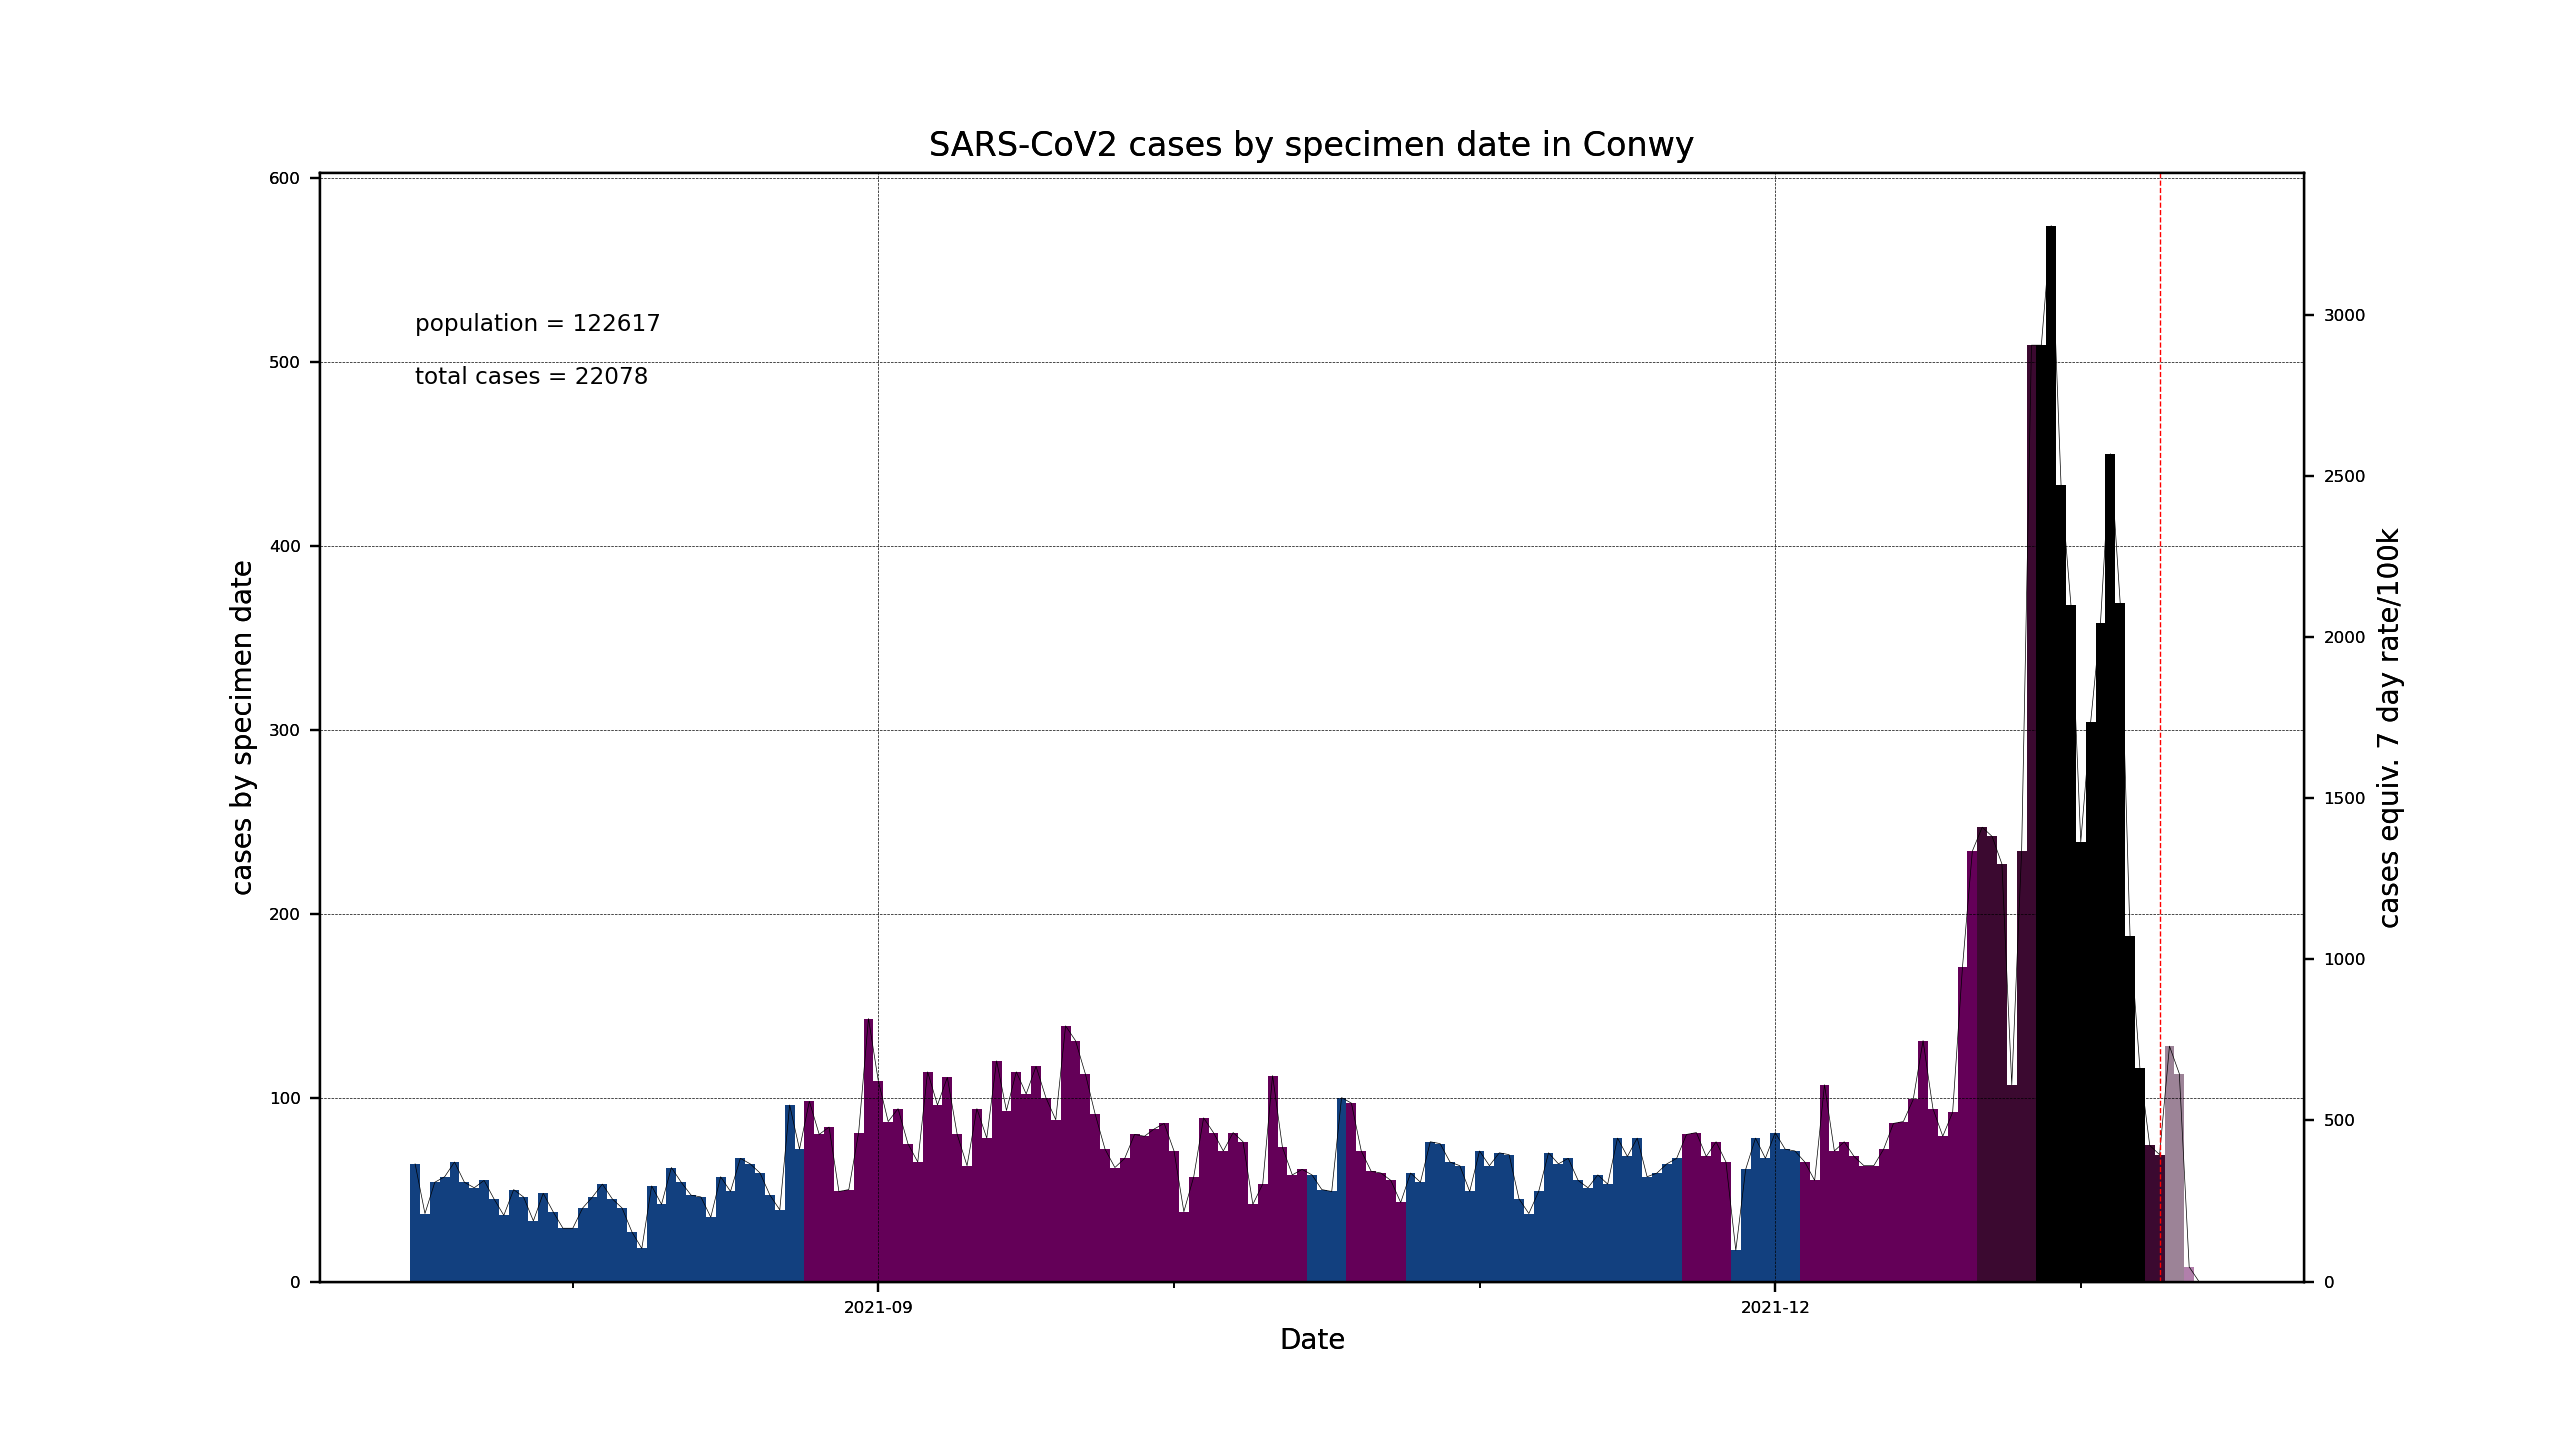 SARS-CoV2 cases by specimen date in Conwy
population = 122617
total cases = 22078
cases by specimen date
600
500
400
300
200
100
0
3000
2500
2000
1500
1000
500
0
cases equiv. 7 day rate/100k
2021-09
2021-12
Date